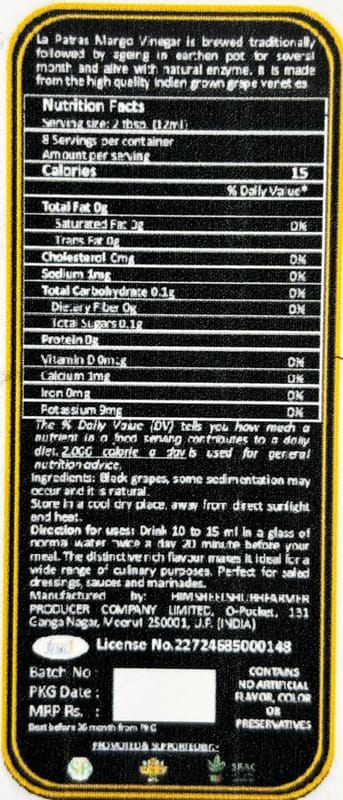 La Patras Margo Vinegar is brewed traditionally
followed by ageing in earthen pot for several
month and alive with natural enzyme. It is made
from the high quality Indian grown grape
Nutrition Facts
Serving size: 2 tbsp. (12ml)
8 Servings per container
Amount per serving
Calories 15
% Daily Value*
Total Fat 0g
Saturated Fat 0g 0%
Trans Fat 0g
Cholesterol 0mg 0%
Sodium 1mg 0%
Total Carbohydrate 0.1g 0%
Dietary Fiber 0g 0%
Total Sugars 0.1g
Protein 0g
Vitamin D 0mcg 0%
Calcium 1mg 0%
Iron 0mg 0%
Potassium 9mg 0%
The % Daily Value (DV) tells you how much a
nutrient in a food serving contributes to a daily
diet. 2,000 calorie a day is used for general
nutrition advice.
Ingredients: Black grapes, some sedimentation may
occur and it is natural.
Store in a cool dry place, away from direct sunlight
and heat.
Direction for uses: Drink 10 to 15 ml in a glass of
normal water twice a day 20 minute before your
meal. The distinctive rich flavour makes it ideal for a
wide range of culinary purposes. Perfect for salad
dressings, sauces and marinades.
Manufactured by:
PRODUCER COMPANY LIMITED, O-Pocket, 131
Ganga Nagar, Meerut 250001, U.P. (INDIA)
License No.22724685000148
Batch No :
PKG Date :
MRP Rs. :
Best before 36 month from PKG
CONTAINS
NO ARTIFICIAL
FLAVOR, COLOR
OR
PRESERVATIVES
PROMOTED & SUPPORTED BY:-
SFAC